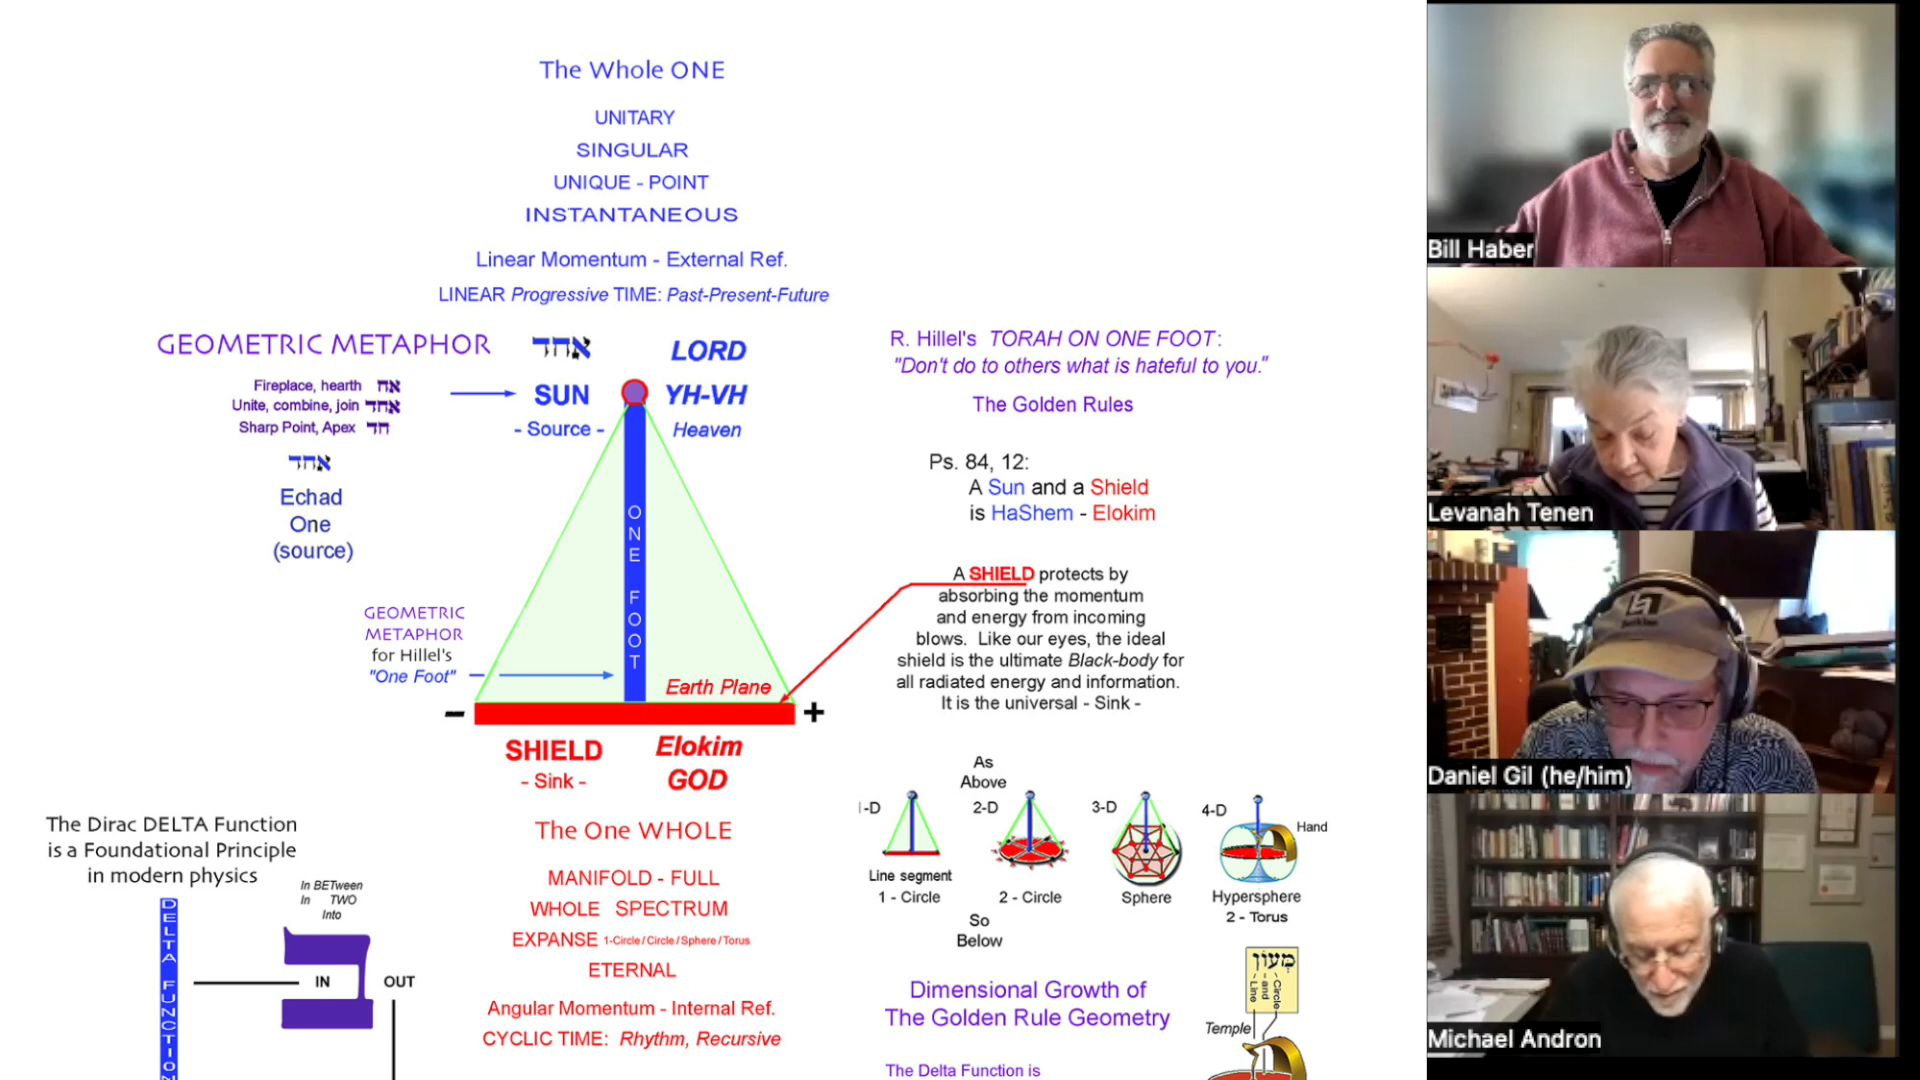 The Whole ONE
UNITARY
SINGULAR
UNIQUE - POINT
INSTANTANEOUS
Linear Momentum - External Ref.
LINEAR Progressive TIME: Past-Present-Future
GEOMETRIC METAPHOR
Fireplace, hearth אח
Unite, combine, join אחד
Sharp Point, Apex חד
אחד
Echad
One
(source)
אחד
SUN
- Source -
LORD
YH-VH
Heaven
ONE FOOT
GEOMETRIC
METAPHOR
for Hillel's
"One Foot"
Earth Plane
− +
SHIELD
- Sink -
Elokim
GOD
The One WHOLE
MANIFOLD - FULL
WHOLE SPECTRUM
EXPANSE 1-Circle / Circle / Sphere / Torus
ETERNAL
Angular Momentum - Internal Ref.
CYCLIC TIME: Rhythm, Recursive
R. Hillel's TORAH ON ONE FOOT:
"Don't do to others what is hateful to you."
The Golden Rules
Ps. 84, 12:
A Sun and a Shield
is HaShem - Elokim
A SHIELD protects by
absorbing the momentum
and energy from incoming
blows. Like our eyes, the ideal
shield is the ultimate Black-body for
all radiated energy and information.
It is the universal - Sink -
As
Above
-D
2-D
3-D
4-D
Hand
Line segment
1 - Circle
2 - Circle
Sphere
Hypersphere
2 - Torus
So
Below
Dimensional Growth of
The Golden Rule Geometry
The Delta Function is
מְעוֹן
Line
and
Circle
Temple
The Dirac DELTA Function
is a Foundational Principle
in modern physics
In BETween
In TWO
Into
DELTA FUNCTION
IN
OUT
Bill Haber
Levanah Tenen
Daniel Gil (he/him)
Michael Andron